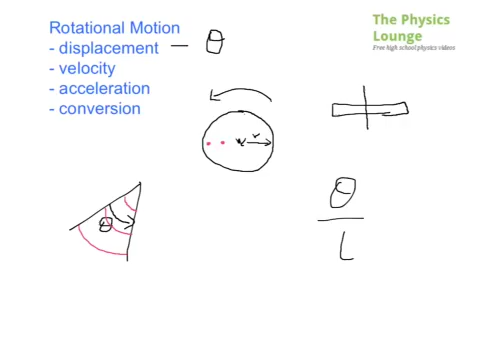 Rotational Motion
- displacement — θ
- velocity
- acceleration
- conversion
The Physics
Lounge
Free high school physics videos
r
θ
θ